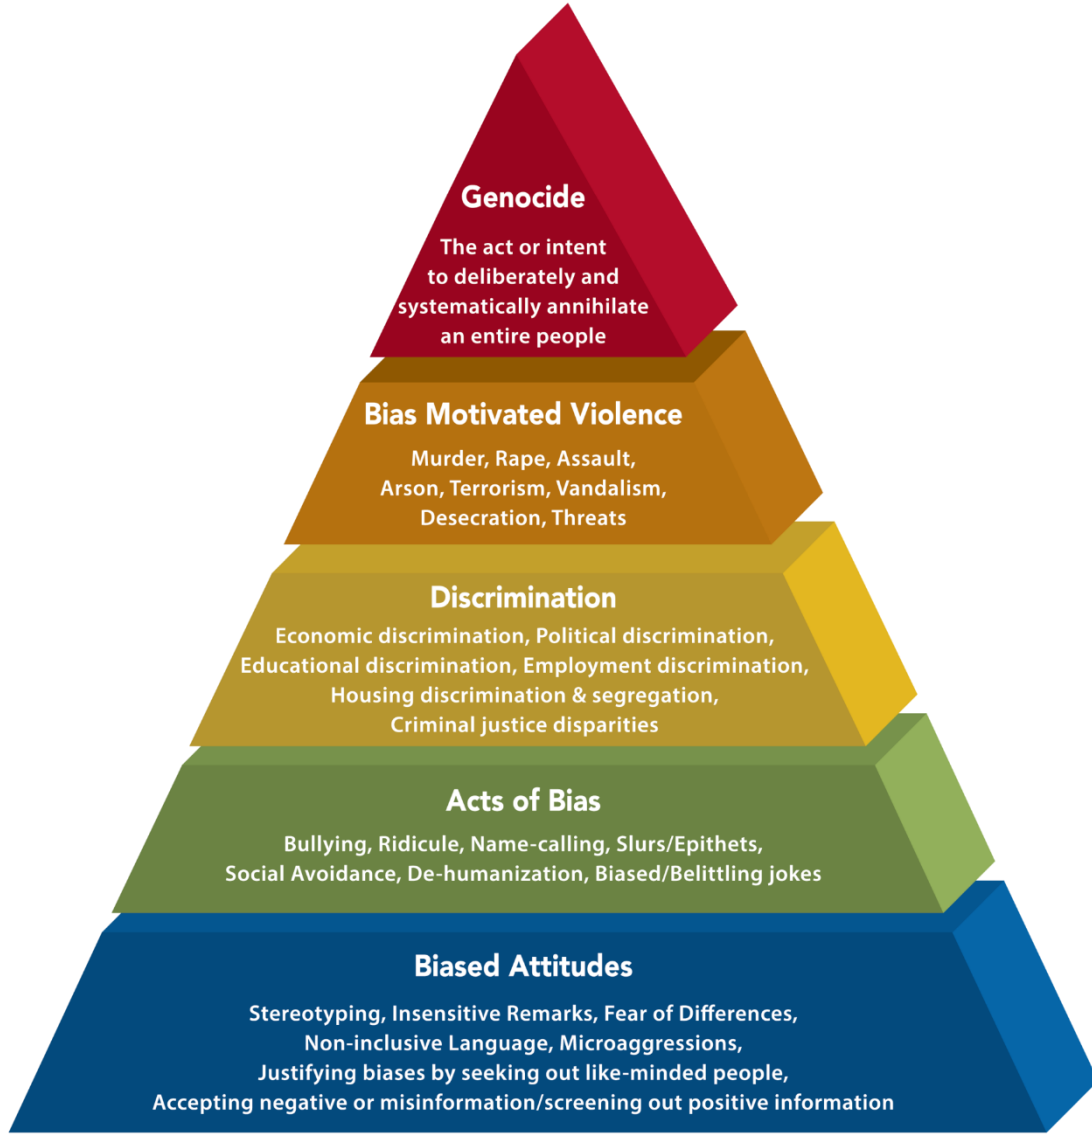 Genocide
The act or intent
to deliberately and
systematically annihilate
an entire people
Bias Motivated Violence
Murder, Rape, Assault,
Arson, Terrorism, Vandalism,
Desecration, Threats
Discrimination
Economic discrimination, Political discrimination,
Educational discrimination, Employment discrimination,
Housing discrimination & segregation,
Criminal justice disparities
Acts of Bias
Bullying, Ridicule, Name-calling, Slurs/Epithets,
Social Avoidance, De-humanization, Biased/Belittling jokes
Biased Attitudes
Stereotyping, Insensitive Remarks, Fear of Differences,
Non-inclusive Language, Microaggressions,
Justifying biases by seeking out like-minded people,
Accepting negative or misinformation/screening out positive information